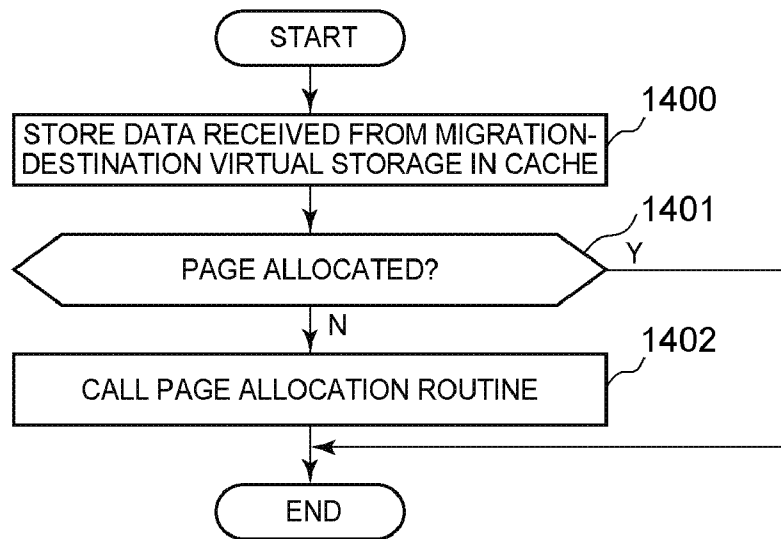 START
1400
STORE DATA RECEIVED FROM MIGRATION-
DESTINATION VIRTUAL STORAGE IN CACHE
1401
PAGE ALLOCATED?
Y
N
1402
CALL PAGE ALLOCATION ROUTINE
END